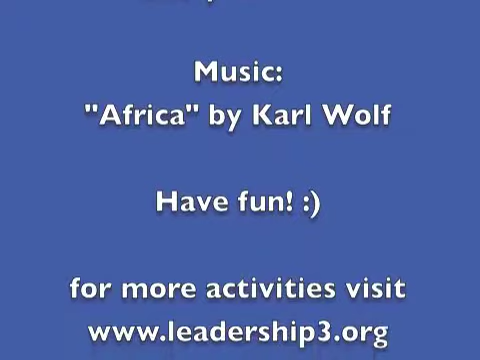 Music:
"Africa" by Karl Wolf
Have fun! :)
for more activities visit
www.leadership3.org